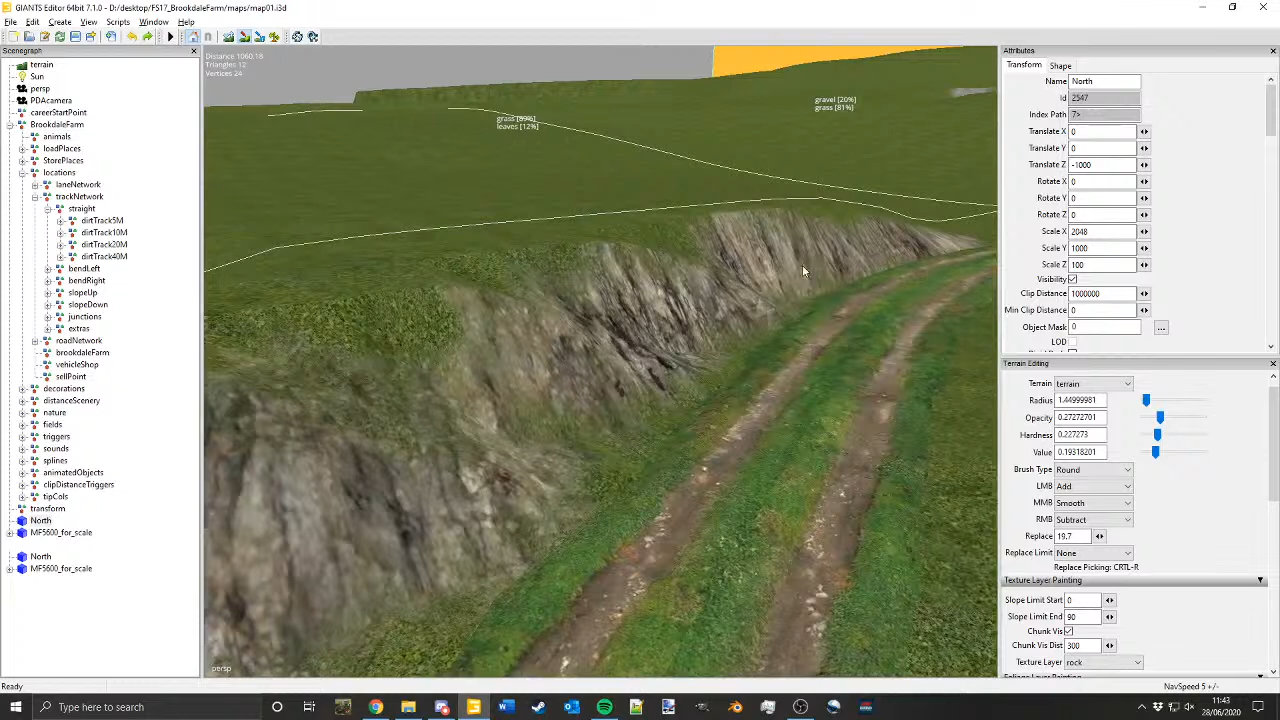 GIANTS Editor 64bit 7.1.0 - D:/desktop/FS17_BrookdaleFarm/maps/map01.i3d
File Edit Create View Scripts Window Help
Scenegraph
terrain
Sun
persp
PDAcamera
careerStartPoint
BrookdaleFarm
animals
loadPlaces
StorePlaces
locations
laneNetwork
trackNetwork
straight
dirtTrack5M
dirtTrack10M
dirtTrack20M
dirtTrack40M
bendLeft
bendRight
slopeUp
slopeDown
junctions
extras
roadNetwork
brookdaleFarm
vehicleShop
sellPoint
decorations
distanceScenery
nature
fields
triggers
sounds
splines
animatedObjects
clipDistanceTriggers
tipCols
transform
North
MF5600_for_scale
North
MF5600_for_scale
Distance 1060.18
Triangles 12
Vertices 24
leaves [12%]
gravel [20%]
grass [81%]
persp
Attributes
Transform Shape
Name North
Id 2547
Index Path 7>
Translate X 0
Translate Y 0
Translate Z -1000
Rotate X 0
Rotate Y 0
Rotate Z 0
Scale X 2048
Scale Y 1000
Scale Z 100
Visibility
Clip Distance 1000000
Min Clip Distance 0
Object Mask 0 ...
LOD
Terrain Editing
Terrain terrain
Radius 1.44999981
Opacity 0.27272701
Hardness 0.227273
Value 0.19318201
Brush Type Round
LMB Add
MMB Smooth
RMB Subtract
Replace 19.7
Replace Limit None
Replace Picking: CRTL-R
Texture Layer Painting
Slope Limit Start 0
Slope Limit End 90
Chunk Vis
Chunk Vis Dist 300
Texture Layer rock
Ready
NavSpeed 5 +/-
Type here to search
11:43
28/06/2020